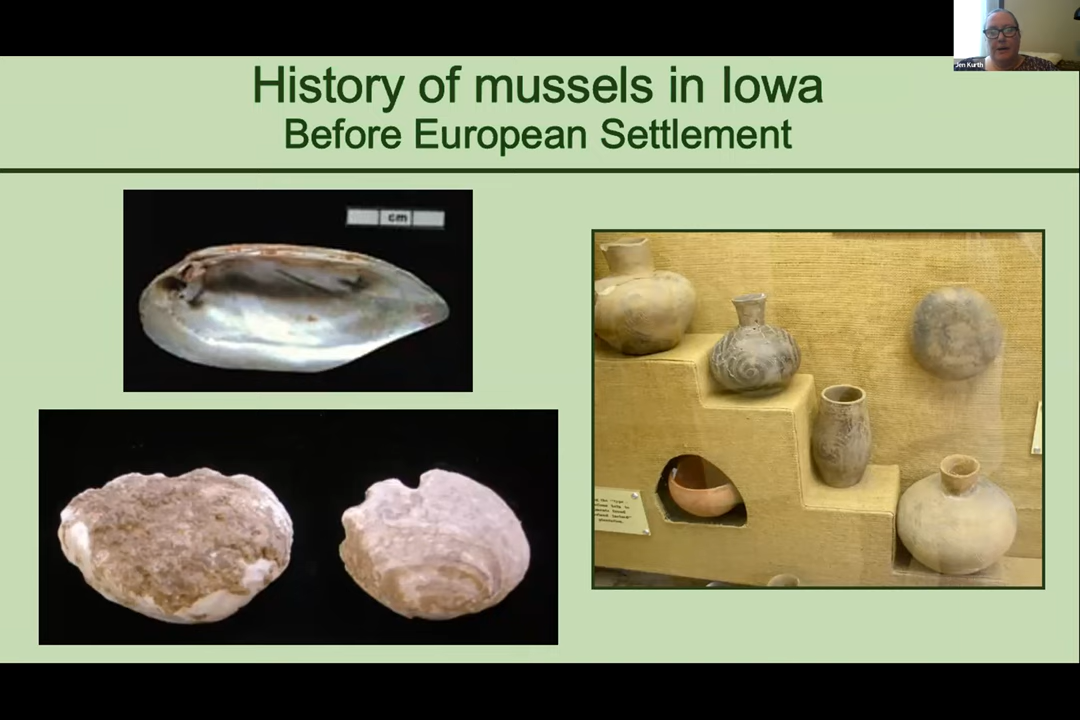 Jen Kurth
History of mussels in Iowa
Before European Settlement
cm